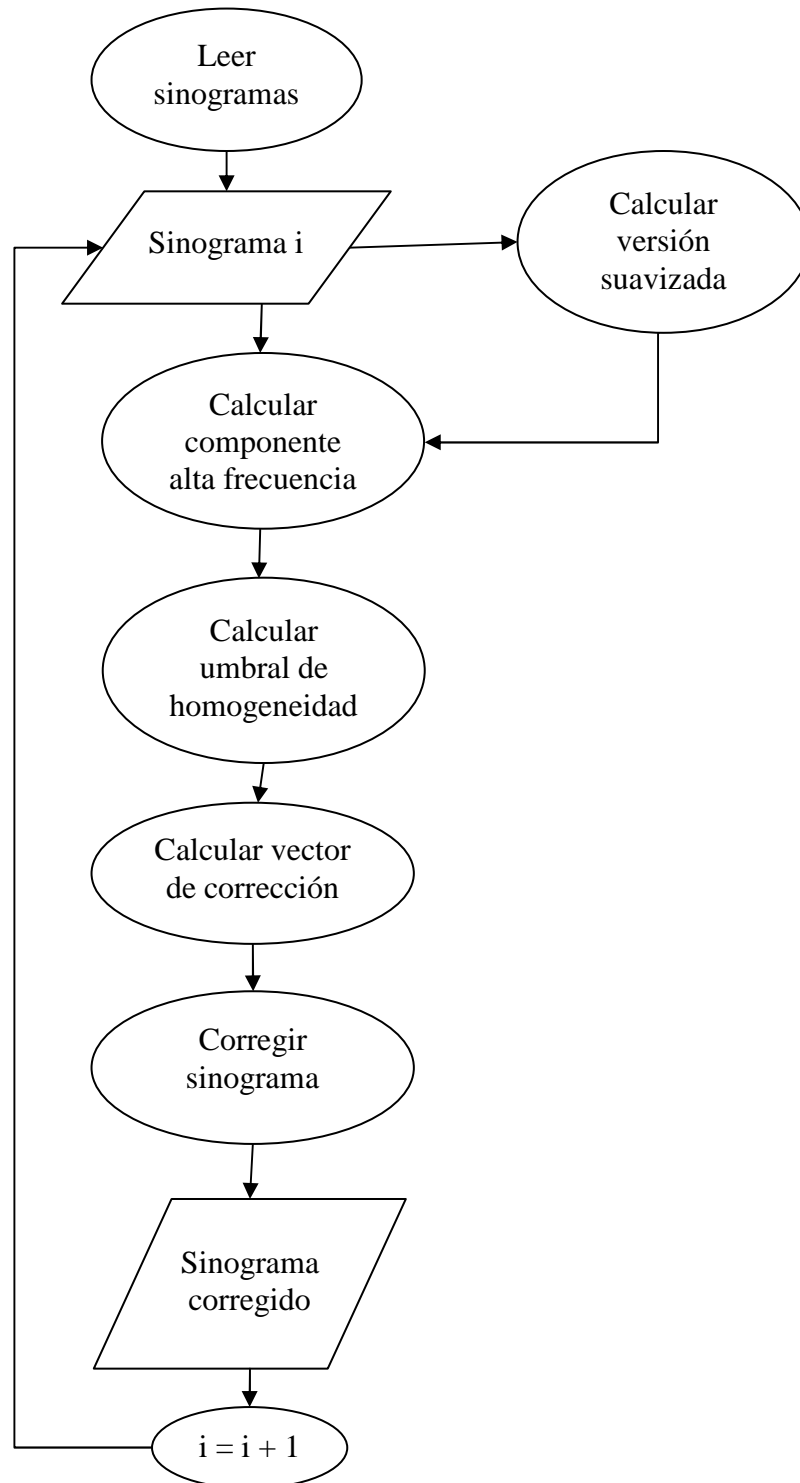 Leer
sinogramas
Sinograma i
Calcular
versión
suavizada
Calcular
componente
alta frecuencia
Calcular
umbral de
homogeneidad
Calcular vector
de corrección
Corregir
sinograma
Sinograma
corregido
i = i + 1